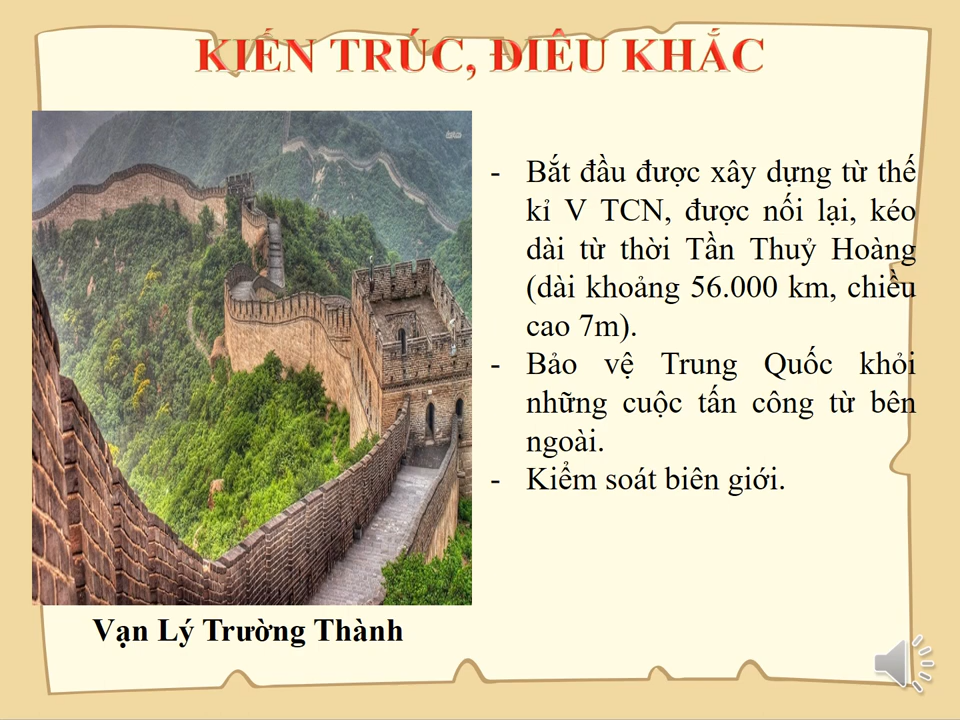 KIẾN TRÚC, ĐIÊU KHẮC
- Bắt đầu được xây dựng từ thế
kỉ V TCN, được nối lại, kéo
dài từ thời Tần Thuỷ Hoàng
(dài khoảng 56.000 km, chiều
cao 7m).
- Bảo vệ Trung Quốc khỏi
những cuộc tấn công từ bên
ngoài.
- Kiểm soát biên giới.
Vạn Lý Trường Thành